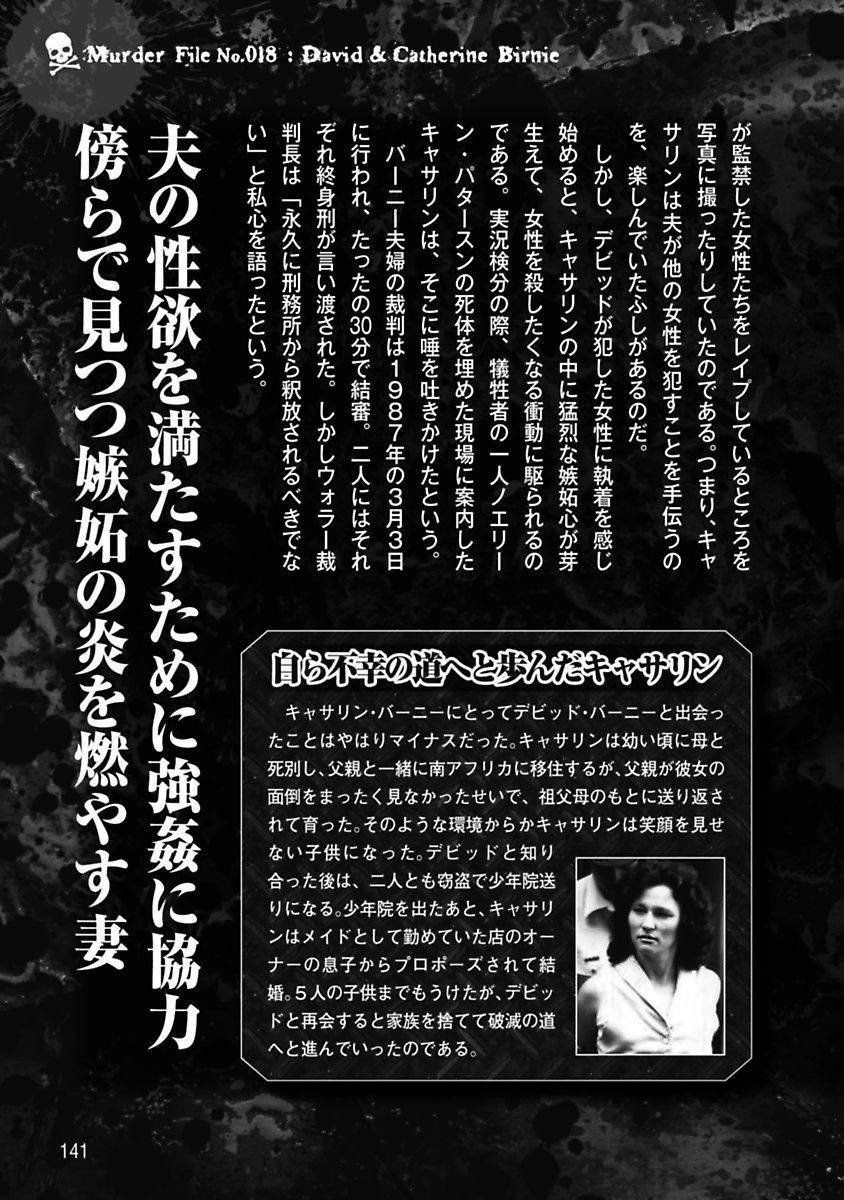 Murder File No.018 : David & Catherine Birnie
が監禁した女性たちをレイプしているところを
写真に撮ったりしていたのである。つまり、キャ
サリンは夫が他の女性を犯すことを手伝うの
を、楽しんでいたふしがあるのだ。
しかし、デビッドが犯した女性に執着を感じ
始めると、キャサリンの中に猛烈な嫉妬心が芽
生えて、女性を殺したくなる衝動に駆られるの
である。実況検分の際、犠牲者の一人ノエリー
ン・パタースンの死体を埋めた現場に案内した
キャサリンは、そこに唾を吐きかけたという。
バーニー夫婦の裁判は1987年の3月3日
に行われ、たったの30分で結審。二人にはそれ
ぞれ終身刑が言い渡された。しかしウォラー裁
判長は「永久に刑務所から釈放されるべきでな
い」と私心を語ったという。
夫の性欲を満たすために強姦に協力
傍らで見つつ嫉妬の炎を燃やす妻
自ら不幸の道へと歩んだキャサリン
キャサリン・バーニーにとってデビッド・バーニーと出会っ
たことはやはりマイナスだった。キャサリンは幼い頃に母と
死別し、父親と一緒に南アフリカに移住するが、父親が彼女の
面倒をまったく見なかったせいで、祖父母のもとに送り返さ
れて育った。そのような環境からかキャサリンは笑顔を見せ
ない子供になった。デビッドと知り
合った後は、二人とも窃盗で少年院送
りになる。少年院を出たあと、キャサリ
ンはメイドとして勤めていた店のオー
ナーの息子からプロポーズされて結
婚。5人の子供までもうけたが、デビッ
ドと再会すると家族を捨てて破滅の道
へと進んでいったのである。
141